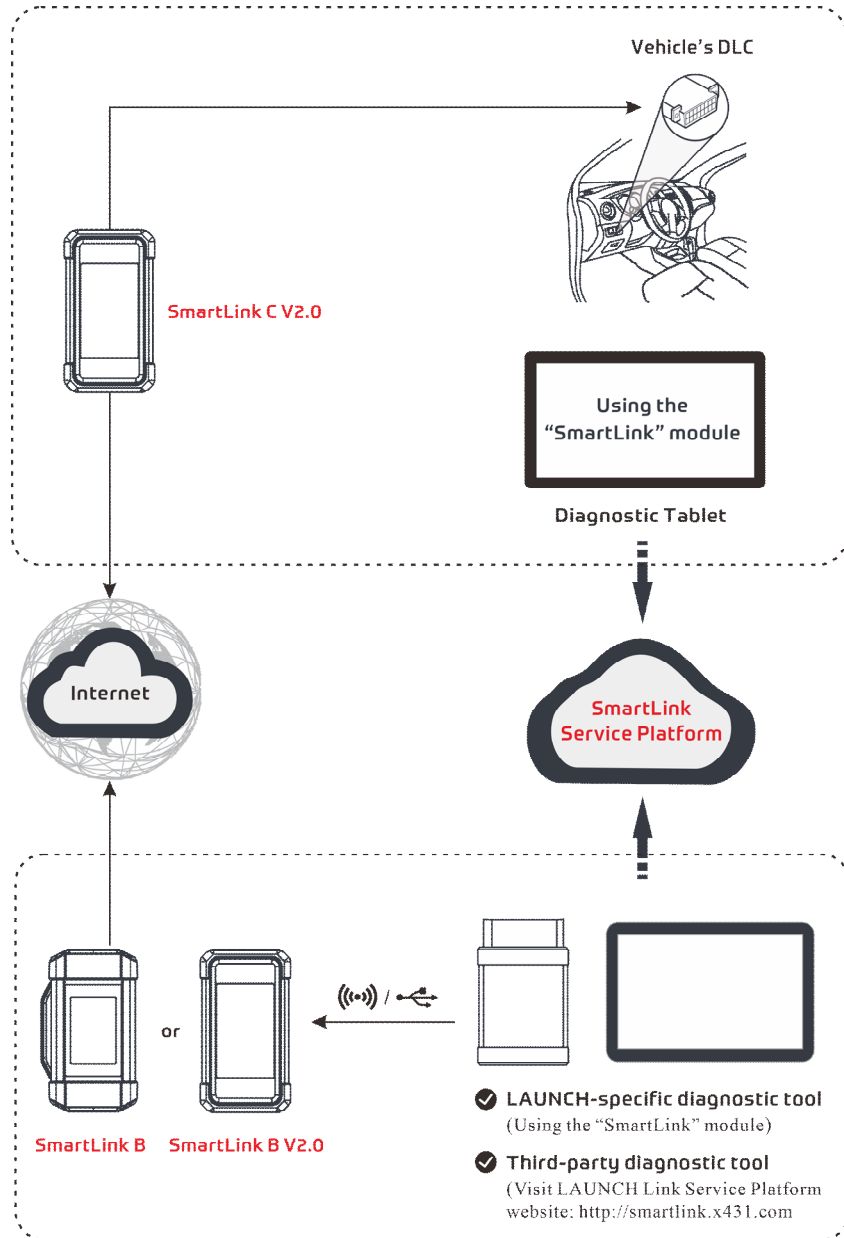 Vehicle's DLC
SmartLink C V2.0
Using the
“SmartLink” module
Diagnostic Tablet
Internet
SmartLink
Service Platform
or
/
SmartLink B
SmartLink B V2.0
LAUNCH-specific diagnostic tool
(Using the “SmartLink” module)
Third-party diagnostic tool
(Visit LAUNCH Link Service Platform
website: http://smartlink.x431.com